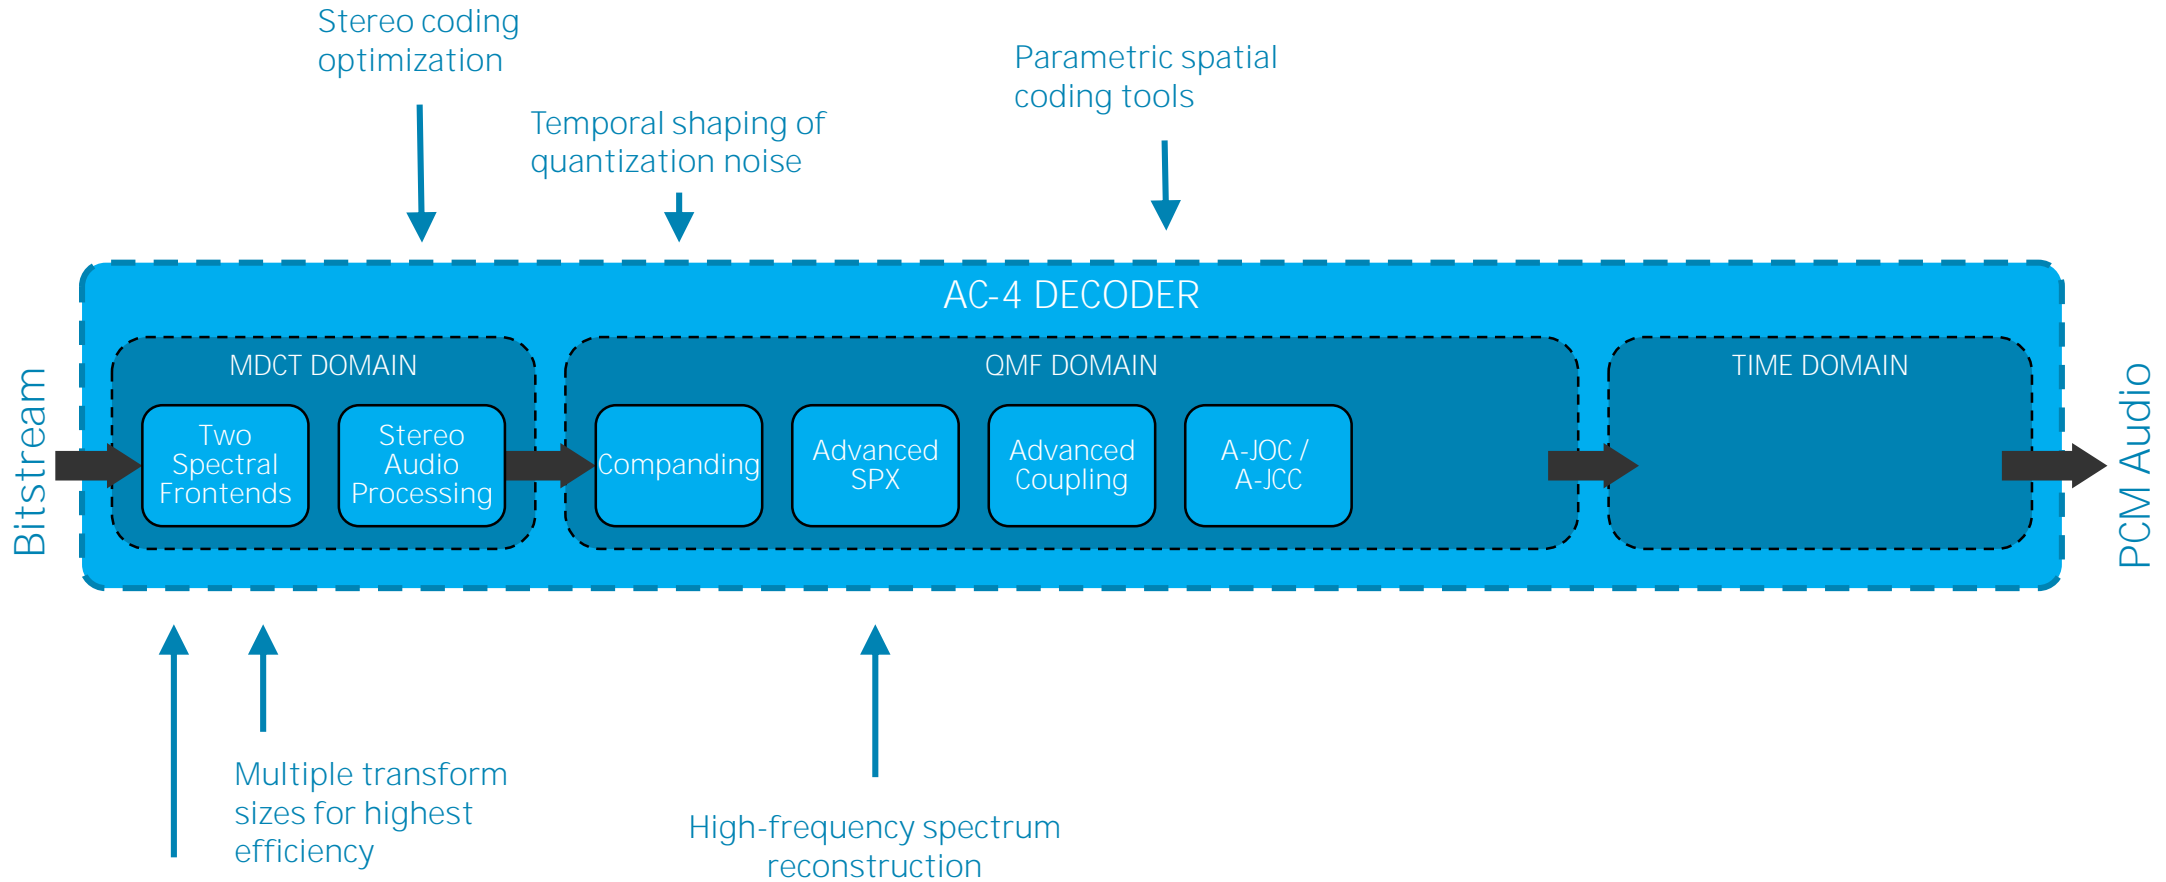 Stereo coding
optimization
Parametric spatial
coding tools
Temporal shaping of
quantization noise
AC-4 DECODER
MDCT DOMAIN
QMF DOMAIN
TIME DOMAIN
Bitstream
Two
Spectral
Frontends
Stereo
Audio
Processing
Companding
Advanced
SPX
Advanced
Coupling
A-JOC /
A-JCC
PCM Audio
Multiple transform
sizes for highest
efficiency
High-frequency spectrum
reconstruction